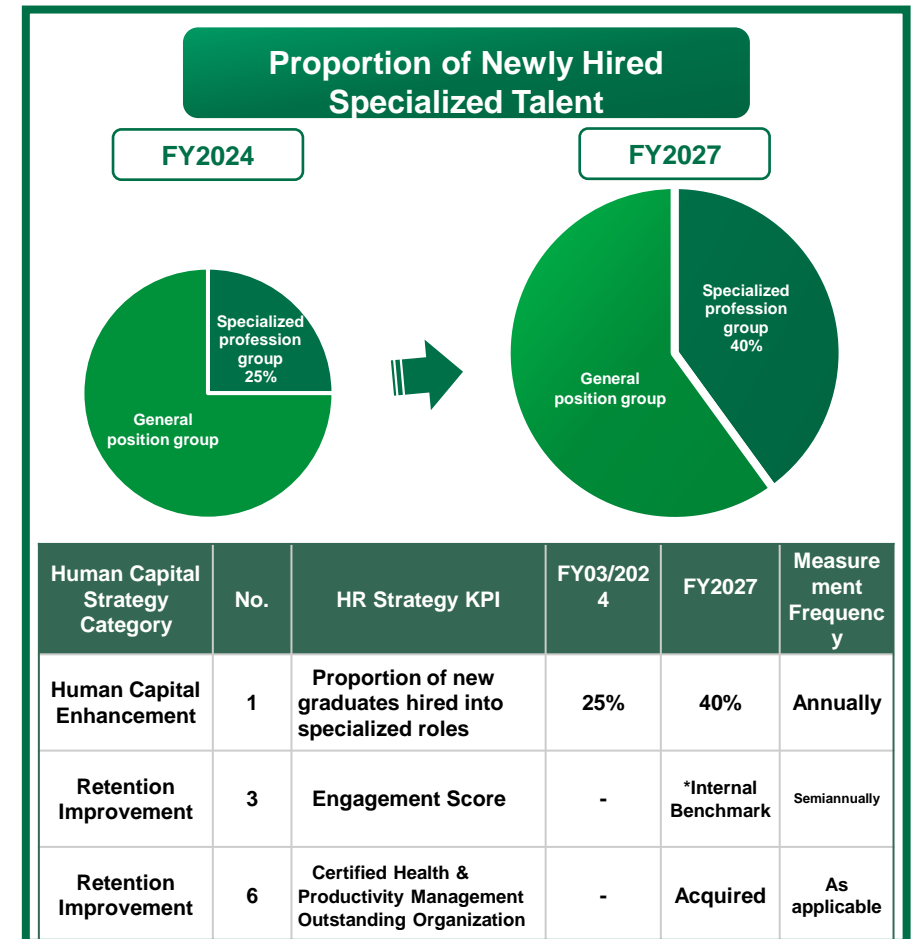 Proportion of Newly Hired
Specialized Talent
FY2024
FY2027
Specialized
profession
group
25%
General
position group
Specialized
profession
group
40%
General
position group
Human Capital
Strategy
Category
No.
HR Strategy KPI
FY03/202
4
FY2027
Measure
ment
Frequenc
y
Human Capital
Enhancement
1
Proportion of new
graduates hired into
specialized roles
25%
40%
Annually
Retention
Improvement
3
Engagement Score
-
*Internal
Benchmark
Semiannually
Retention
Improvement
6
Certified Health &
Productivity Management
Outstanding Organization
-
Acquired
As
applicable